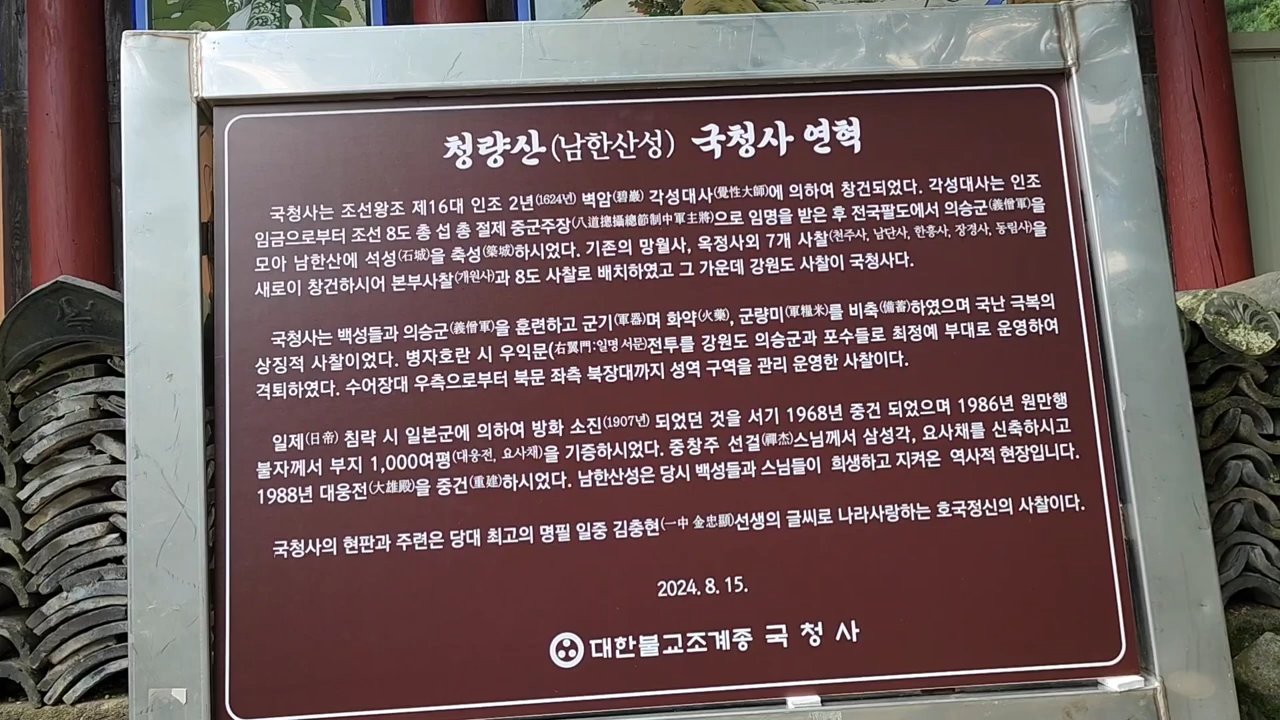 청량산(남한산성) 국청사 연혁
국청사는 조선왕조 제16대 인조 2년(1624년) 벽암(碧巖) 각성대사(覺性大師)에 의하여 창건되었다. 각성대사는 인조
임금으로부터 조선 8도 총 섭 총 절제 중군주장(八道摠攝總節制中軍主將)으로 임명을 받은 후 전국팔도에서 의승군(義僧軍)을
모아 남한산에 석성(石城)을 축성(築城)하시었다. 기존의 망월사, 옥정사외 7개 사찰(천주사, 남단사, 한흥사, 장경사, 동림사)을
새로이 창건하시어 본부사찰(개원사)과 8도 사찰로 배치하였고 그 가운데 강원도 사찰이 국청사다.
국청사는 백성들과 의승군(義僧軍)을 훈련하고 군기(軍器)며 화약(火藥), 군량미(軍糧米)를 비축(備蓄)하였으며 국난 극복의
상징적 사찰이었다. 병자호란 시 우익문(右翼門:일명 서문)전투를 강원도 의승군과 포수들로 최정예 부대로 운영하여
격퇴하였다. 수어장대 우측으로부터 북문 좌측 북장대까지 성역 구역을 관리 운영한 사찰이다.
일제(日帝) 침략 시 일본군에 의하여 방화 소진(1907년) 되었던 것을 서기 1968년 중건 되었으며 1986년 원만행
불자께서 부지 1,000여평(대웅전, 요사채)을 기증하시었다. 중창주 선걸(禪杰)스님께서 삼성각, 요사채를 신축하시고
1988년 대웅전(大雄殿)을 중건(重建)하시었다. 남한산성은 당시 백성들과 스님들이 희생하고 지켜온 역사적 현장입니다.
국청사의 현판과 주련은 당대 최고의 명필 일중 김충현(一中 金忠顯)선생의 글씨로 나라사랑하는 호국정신의 사찰이다.
2024. 8. 15.
대한불교조계종 국 청 사